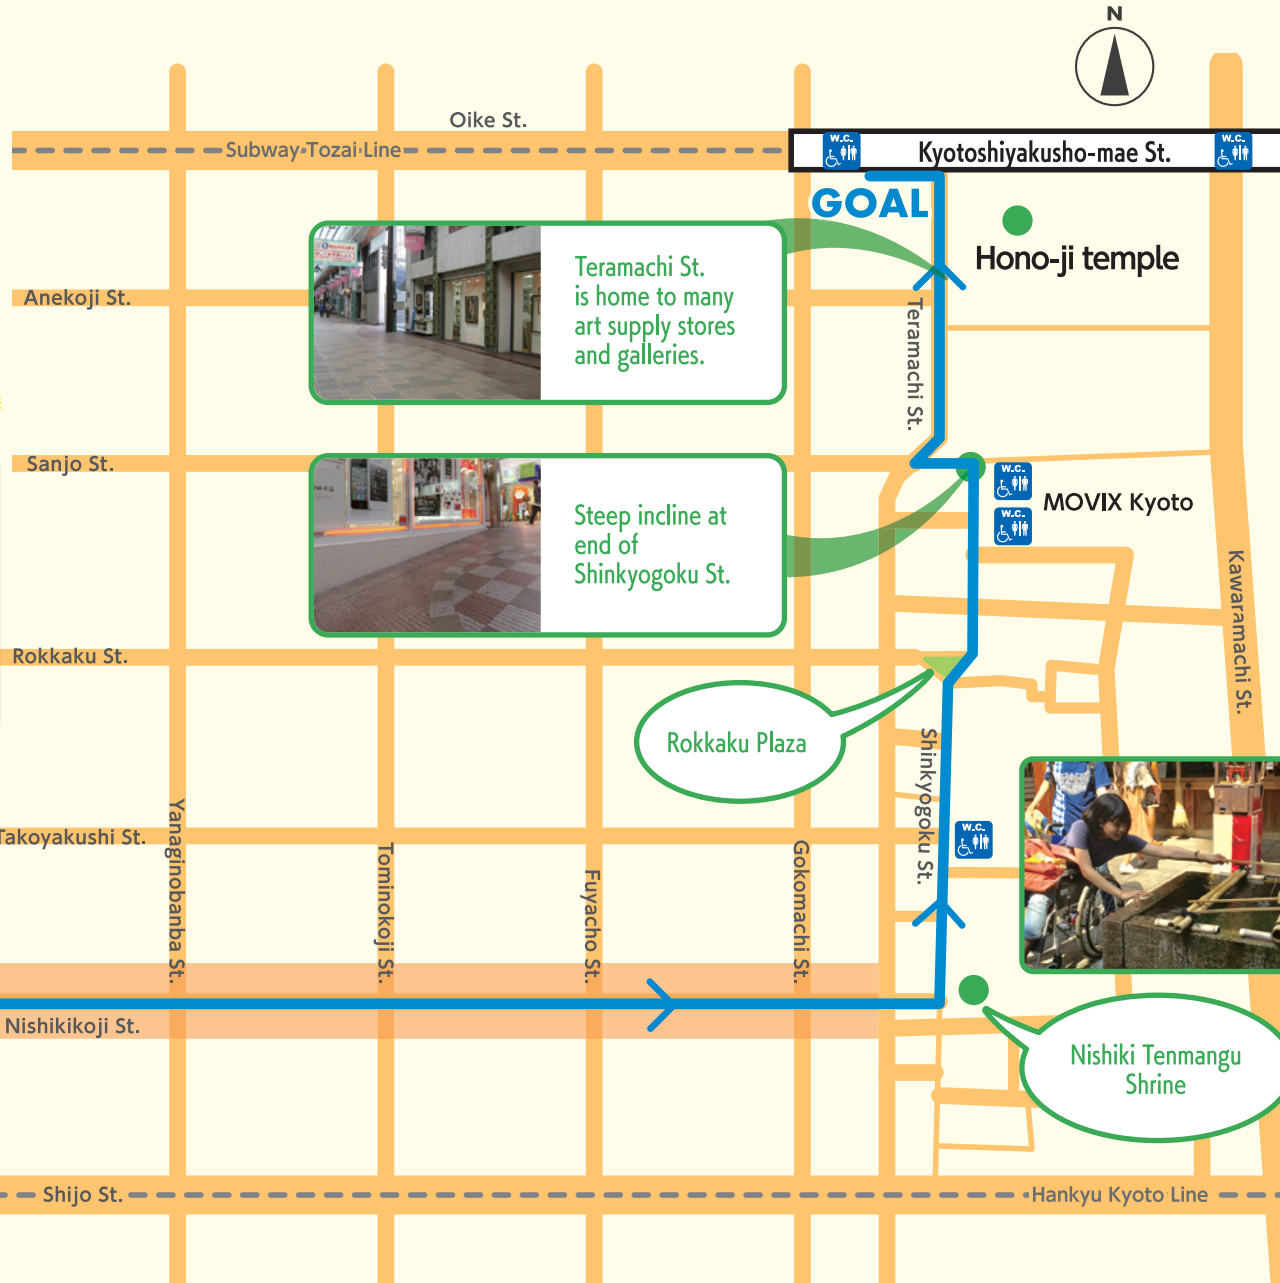 N
Oike St.
Subway Tozai Line
W.C.
Kyotoshiyakusho-mae St.
W.C.
GOAL
Hono-ji temple
Teramachi St.
is home to many
art supply stores
and galleries.
Anekoji St.
Teramachi St.
Sanjo St.
W.C.
MOVIX Kyoto
W.C.
Steep incline at
end of
Shinkyogoku St.
Kawaramachi St.
Rokkaku St.
Rokkaku Plaza
Shinkyogoku St.
Takoyakushi St.
W.C.
Yanaginobanba St.
Tominokoji St.
Fuyacho St.
Gokomachi St.
Nishikikoji St.
Nishiki Tenmangu
Shrine
Shijo St.
Hankyu Kyoto Line